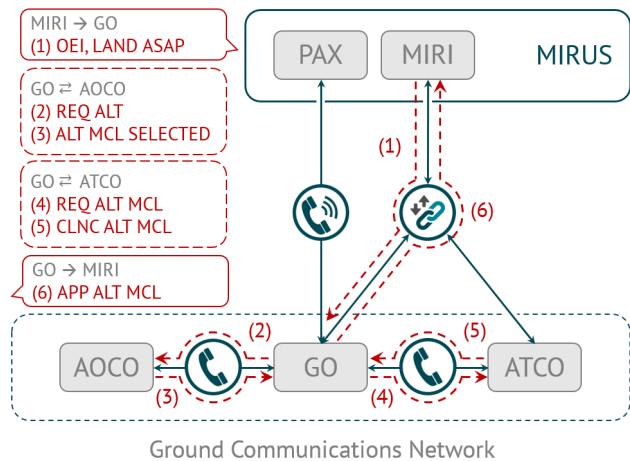 MIRI → GO
(1) OEI, LAND ASAP
GO ⇄ AOCO
(2) REQ ALT
(3) ALT MCL SELECTED
GO ⇄ ATCO
(4) REQ ALT MCL
(5) CLNC ALT MCL
GO → MIRI
(6) APP ALT MCL
PAX
MIRI
MIRUS
(1)
(6)
(2)
(5)
AOCO
GO
ATCO
(3)
(4)
Ground Communications Network